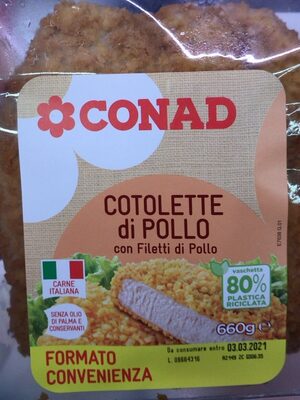 CONAD
COTOLETTE
di POLLO
con Filetti di Pollo
CARNE
ITALIANA
SENZA OLIO
DI PALMA E
CONSERVANTI
vaschetta
80%
PLASTICA
RICICLATA
660g e
FORMATO
CONVENIENZA
Da consumare entro 03.03.2021
L 08684316